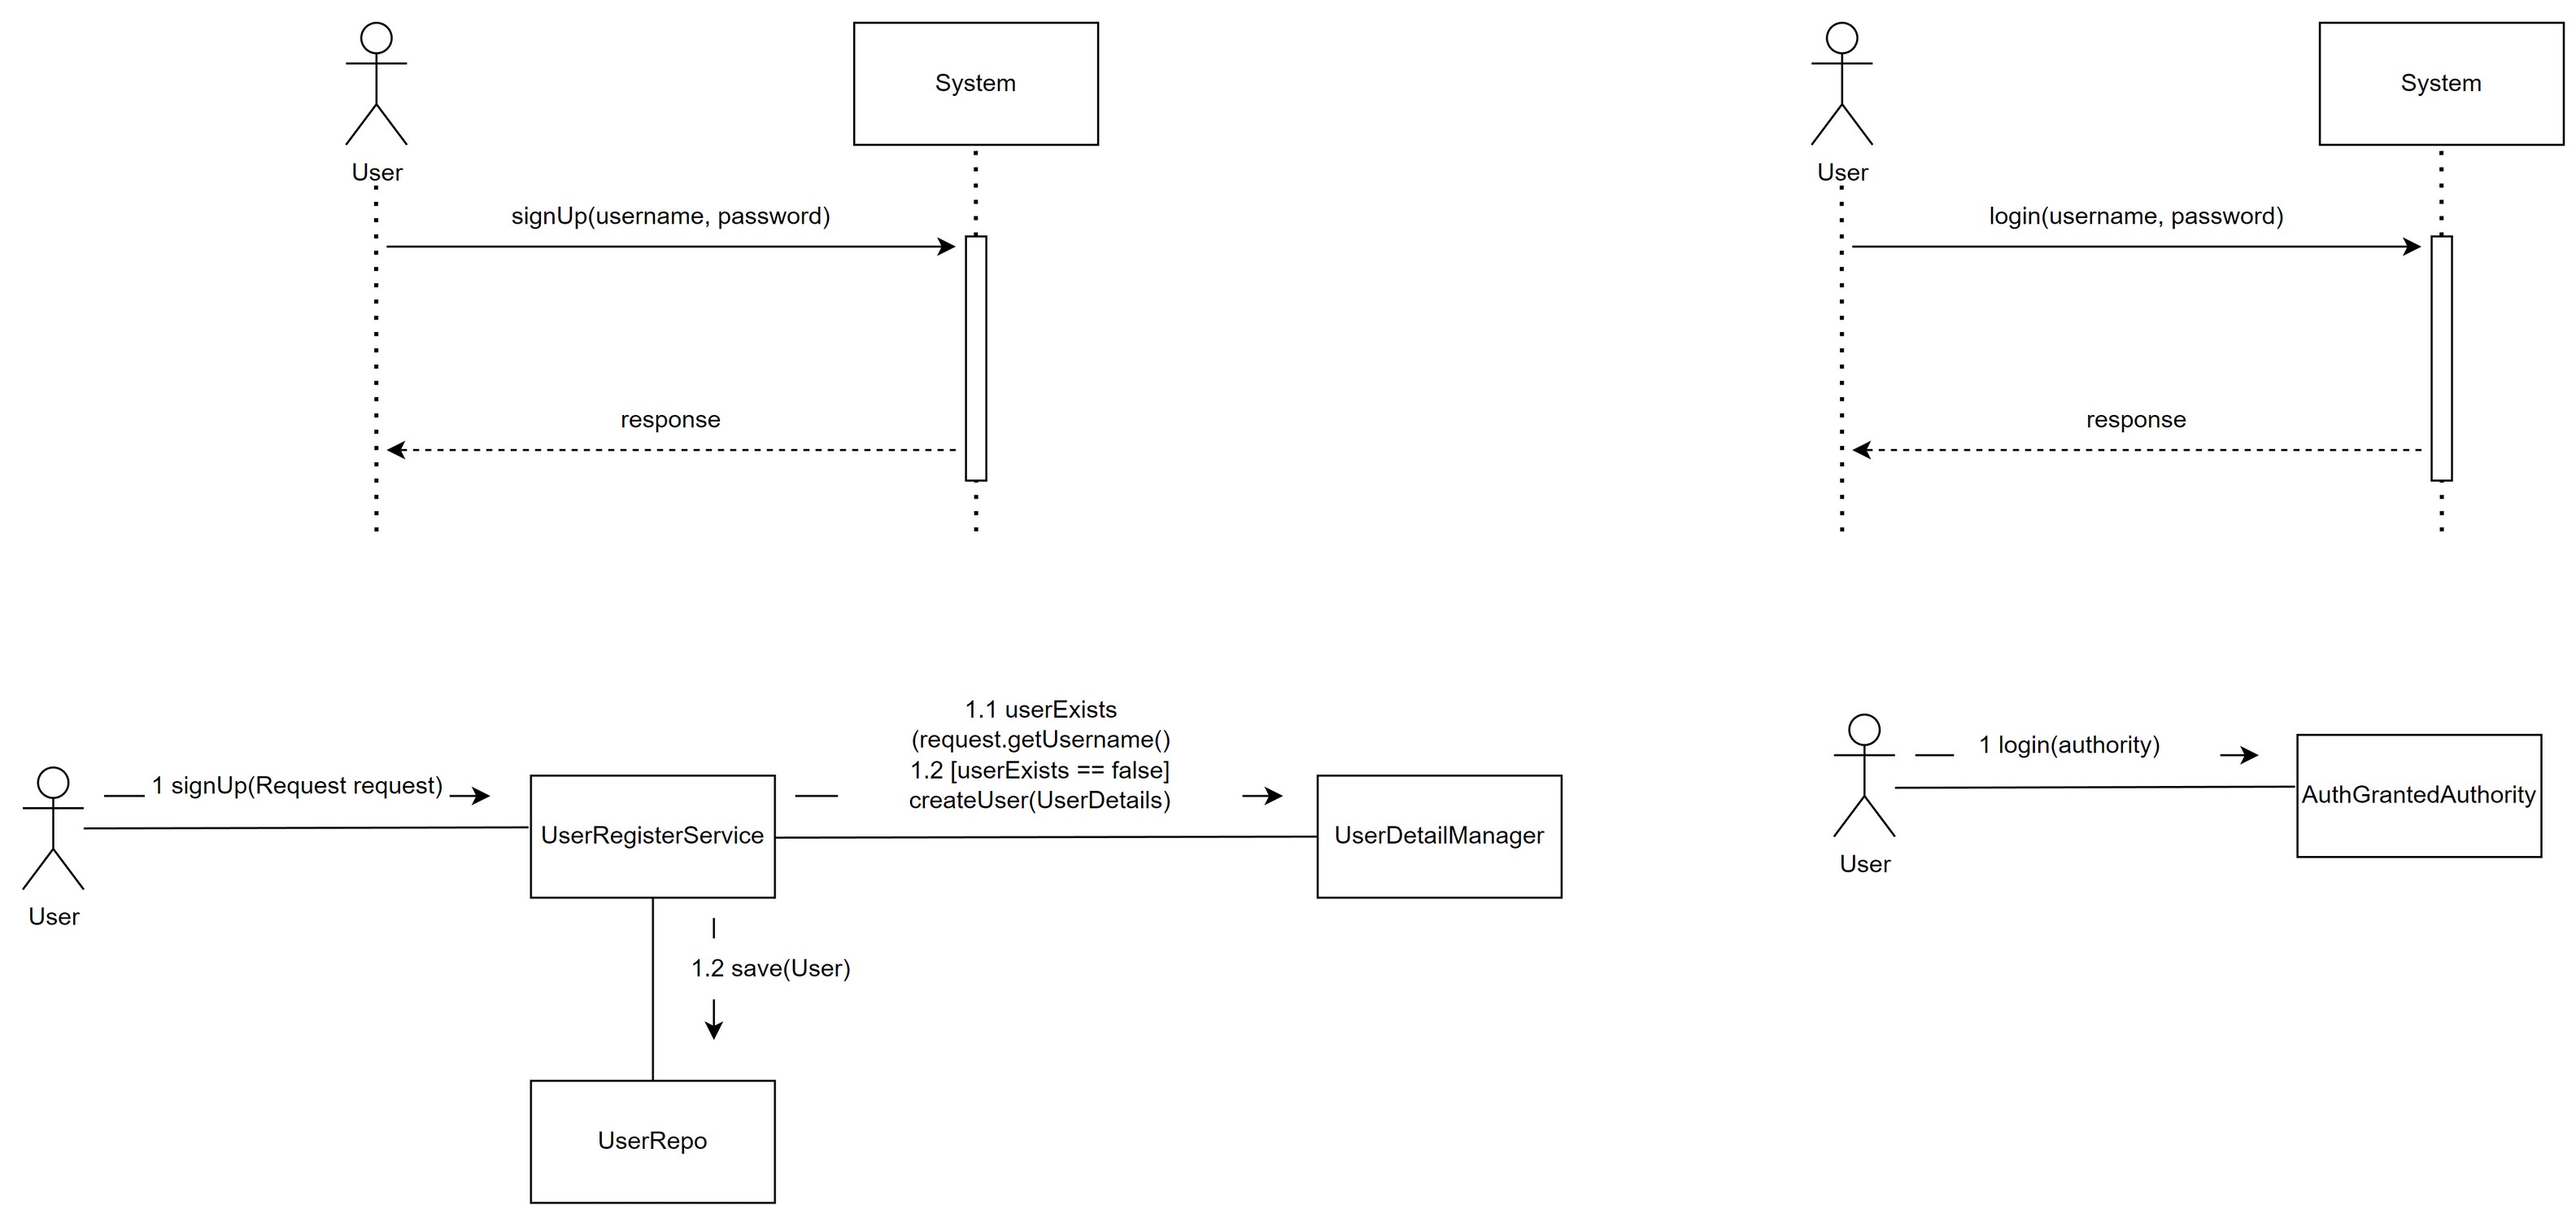 System
User
signUp(username, password)
response
System
User
login(username, password)
response
1 signUp(Request request)
User
UserRegisterService
1.1 userExists
(request.getUsername()
1.2 [userExists == false]
createUser(UserDetails)
UserDetailManager
1.2 save(User)
UserRepo
1 login(authority)
User
AuthGrantedAuthority